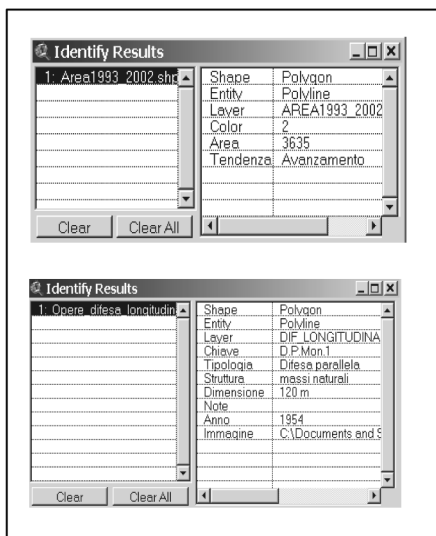 Identify Results
1: Area1993_2002.shp
Shape Polygon
Entity Polyline
Layer AREA1993_2002
Color 2
Area 3635
Tendenza Avanzamento
Clear Clear All
Identify Results
1: Opere_difesa_longitudin
Shape Polygon
Entity Polyline
Layer DIF_LONGITUDINA
Chiave D.P.Mon.1
Tipologia Difesa parallela
Struttura massi naturali
Dimensione 120 m
Note
Anno 1954
Immagine C:\Documents and S
Clear Clear All